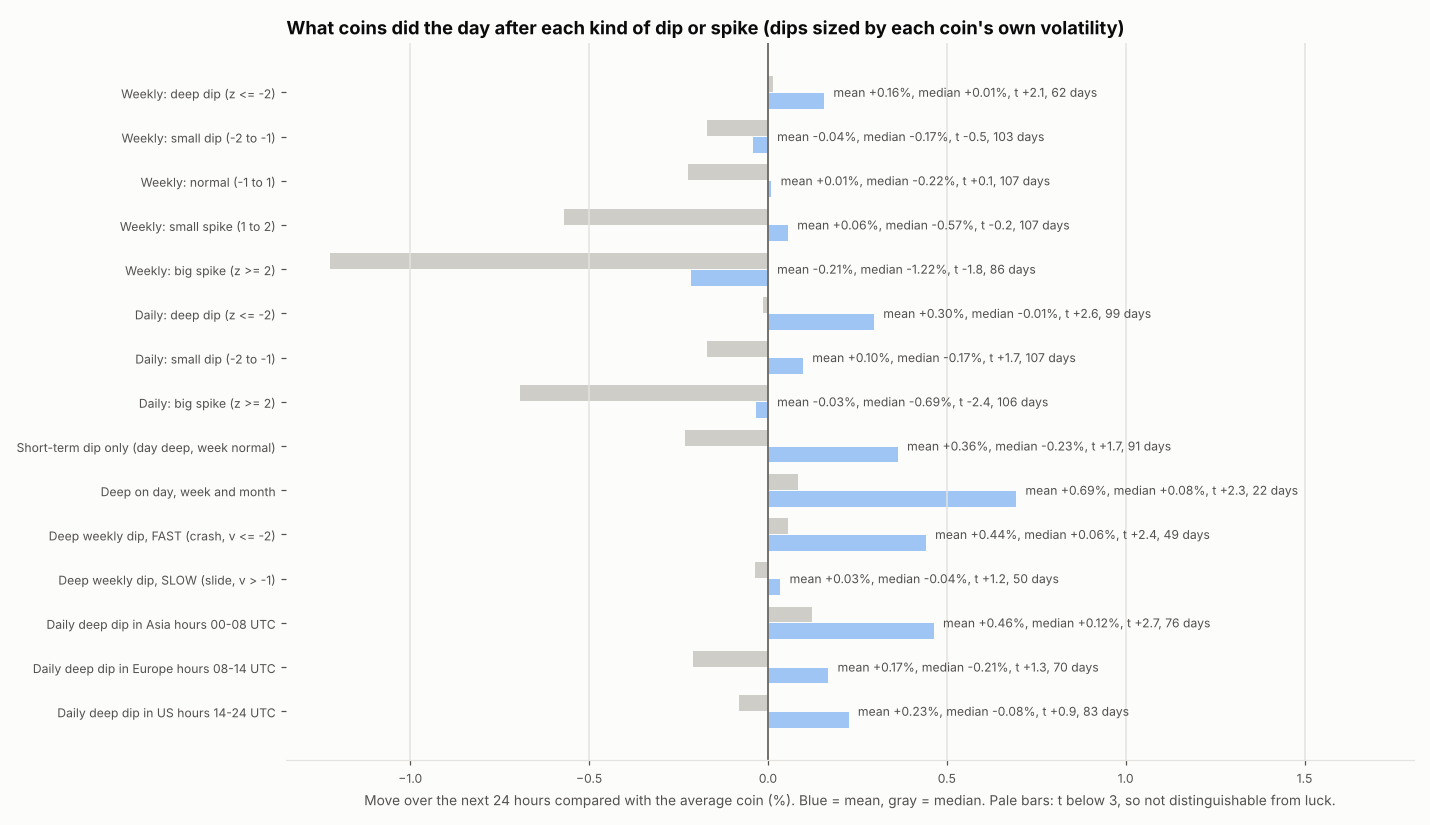 What coins did the day after each kind of dip or spike (dips sized by each coin's own volatility)
Weekly: deep dip (z <= -2)
mean +0.16%, median +0.01%, t +2.1, 62 days
Weekly: small dip (-2 to -1)
mean -0.04%, median -0.17%, t -0.5, 103 days
Weekly: normal (-1 to 1)
mean +0.01%, median -0.22%, t +0.1, 107 days
Weekly: small spike (1 to 2)
mean +0.06%, median -0.57%, t -0.2, 107 days
Weekly: big spike (z >= 2)
mean -0.21%, median -1.22%, t -1.8, 86 days
Daily: deep dip (z <= -2)
mean +0.30%, median -0.01%, t +2.6, 99 days
Daily: small dip (-2 to -1)
mean +0.10%, median -0.17%, t +1.7, 107 days
Daily: big spike (z >= 2)
mean -0.03%, median -0.69%, t -2.4, 106 days
Short-term dip only (day deep, week normal)
mean +0.36%, median -0.23%, t +1.7, 91 days
Deep on day, week and month
mean +0.69%, median +0.08%, t +2.3, 22 days
Deep weekly dip, FAST (crash, v <= -2)
mean +0.44%, median +0.06%, t +2.4, 49 days
Deep weekly dip, SLOW (slide, v > -1)
mean +0.03%, median -0.04%, t +1.2, 50 days
Daily deep dip in Asia hours 00-08 UTC
mean +0.46%, median +0.12%, t +2.7, 76 days
Daily deep dip in Europe hours 08-14 UTC
mean +0.17%, median -0.21%, t +1.3, 70 days
Daily deep dip in US hours 14-24 UTC
mean +0.23%, median -0.08%, t +0.9, 83 days
−1.0 −0.5 0.0 0.5 1.0 1.5
Move over the next 24 hours compared with the average coin (%). Blue = mean, gray = median. Pale bars: t below 3, so not distinguishable from luck.